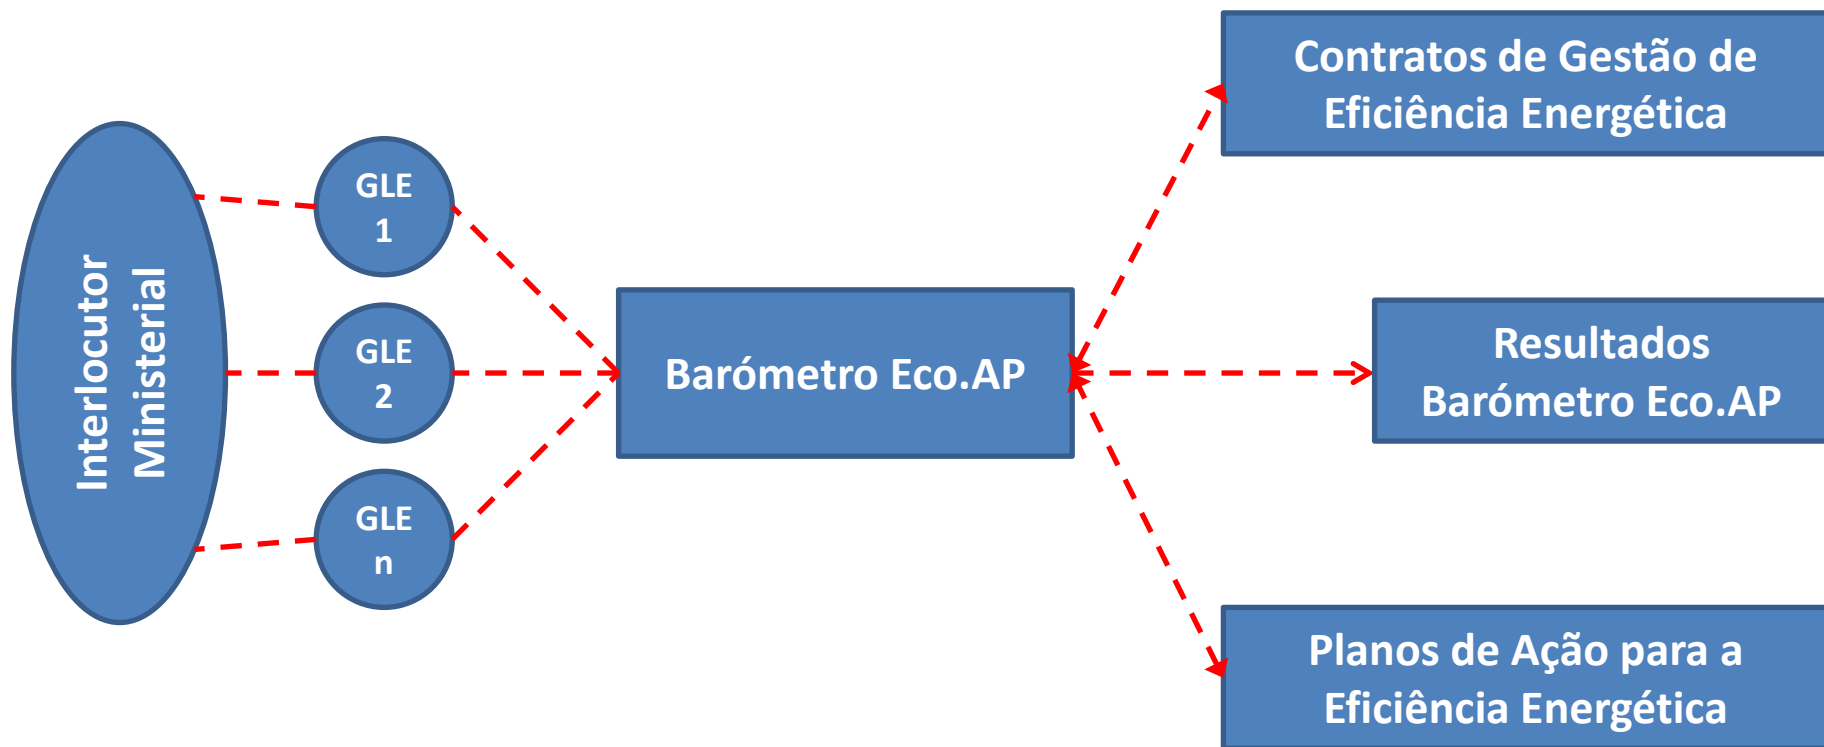 Interlocutor
Ministerial
GLE
1
GLE
2
GLE
n
Barómetro Eco.AP
Contratos de Gestão de
Eficiência Energética
Resultados
Barómetro Eco.AP
Planos de Ação para a
Eficiência Energética